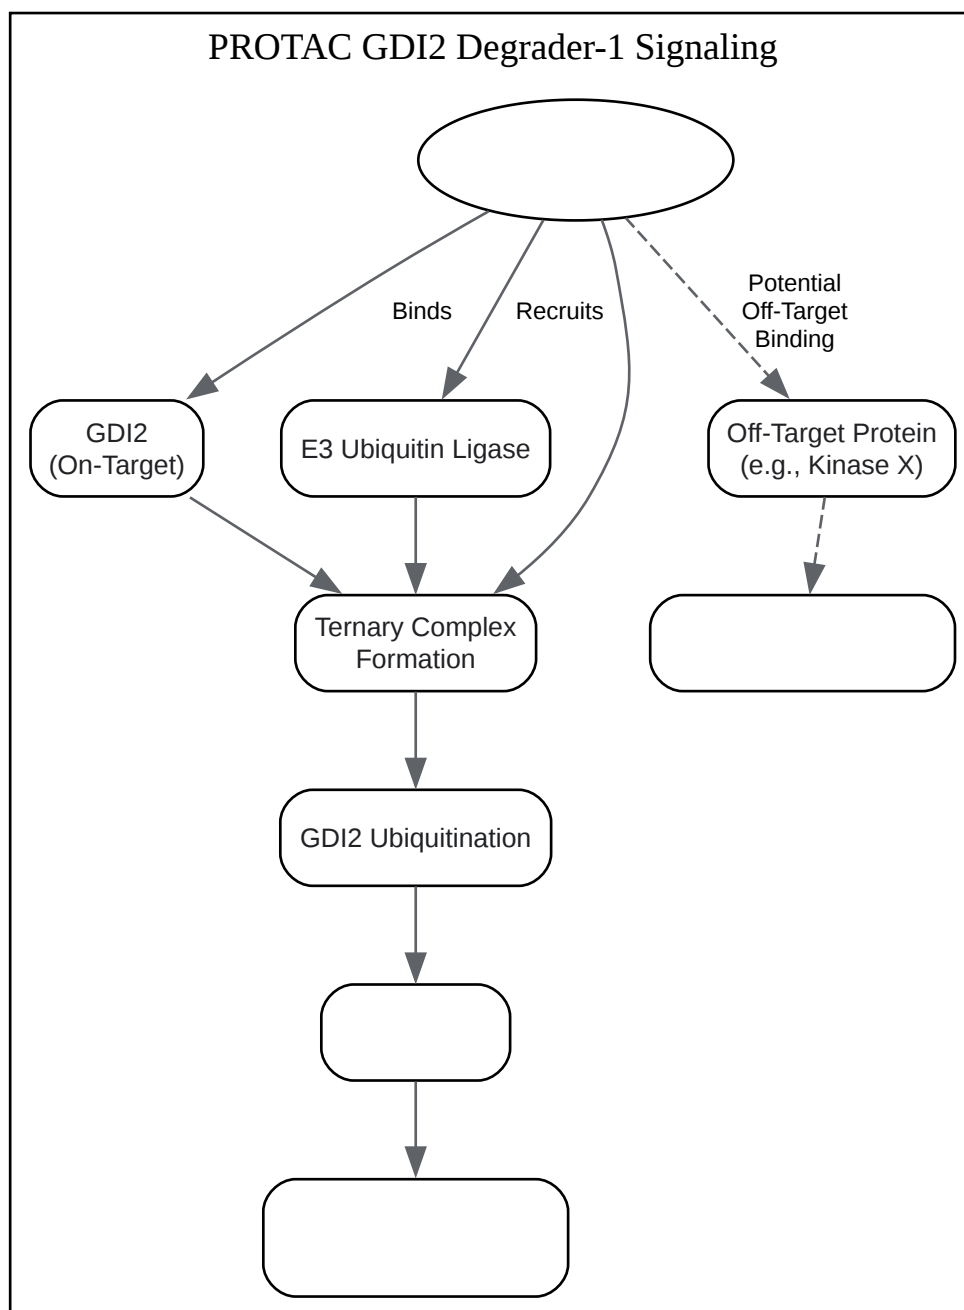 PROTAC GDI2 Degrader-1 Signaling
Binds
Recruits
Potential
Off-Target
Binding
GDI2
(On-Target)
E3 Ubiquitin Ligase
Off-Target Protein
(e.g., Kinase X)
Ternary Complex
Formation
GDI2 Ubiquitination